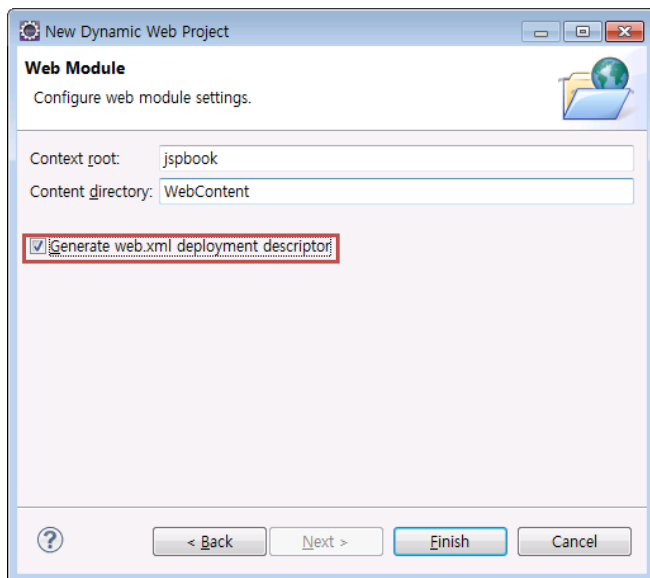 New Dynamic Web Project
Web Module
Configure web module settings.
Context root: jspbook
Content directory: WebContent
Generate web.xml deployment descriptor
?
< Back Next > Finish Cancel